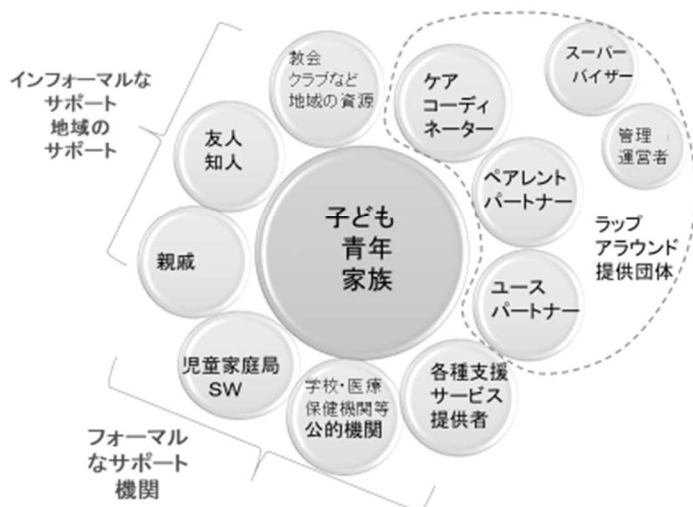 インフォーマルな
サポート
地域の
サポート
教会
クラブなど
地域の資源
友人
知人
親戚
児童家庭局
SW
学校・医療
保健機関等
公的機関
各種支援
サービス
提供者
フォーマル
なサポート
機関
子ども
青年
家族
ケア
コーディ
ネーター
ペアレント
パートナー
ユース
パートナー
スーパー
バイザー
管理
運営者
ラップ
アラウンド
提供団体